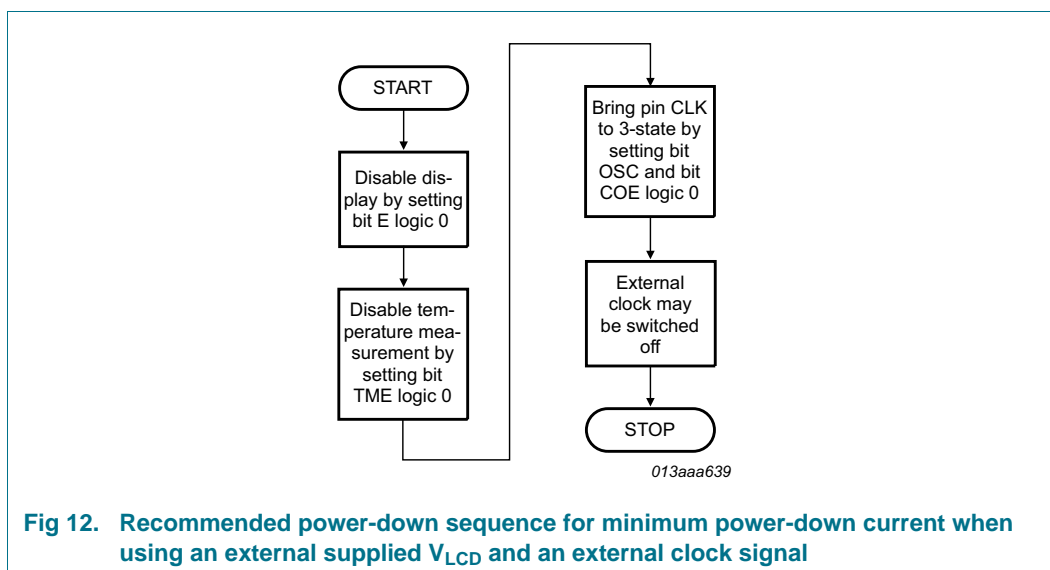 START
Disable dis-
play by setting
bit E logic 0
Disable tem-
perature mea-
surement by
setting bit
TME logic 0
Bring pin CLK
to 3-state by
setting bit
OSC and bit
COE logic 0
External
clock may
be switched
off
STOP
013aaa639
Fig 12. Recommended power-down sequence for minimum power-down current when
using an external supplied VLCD and an external clock signal